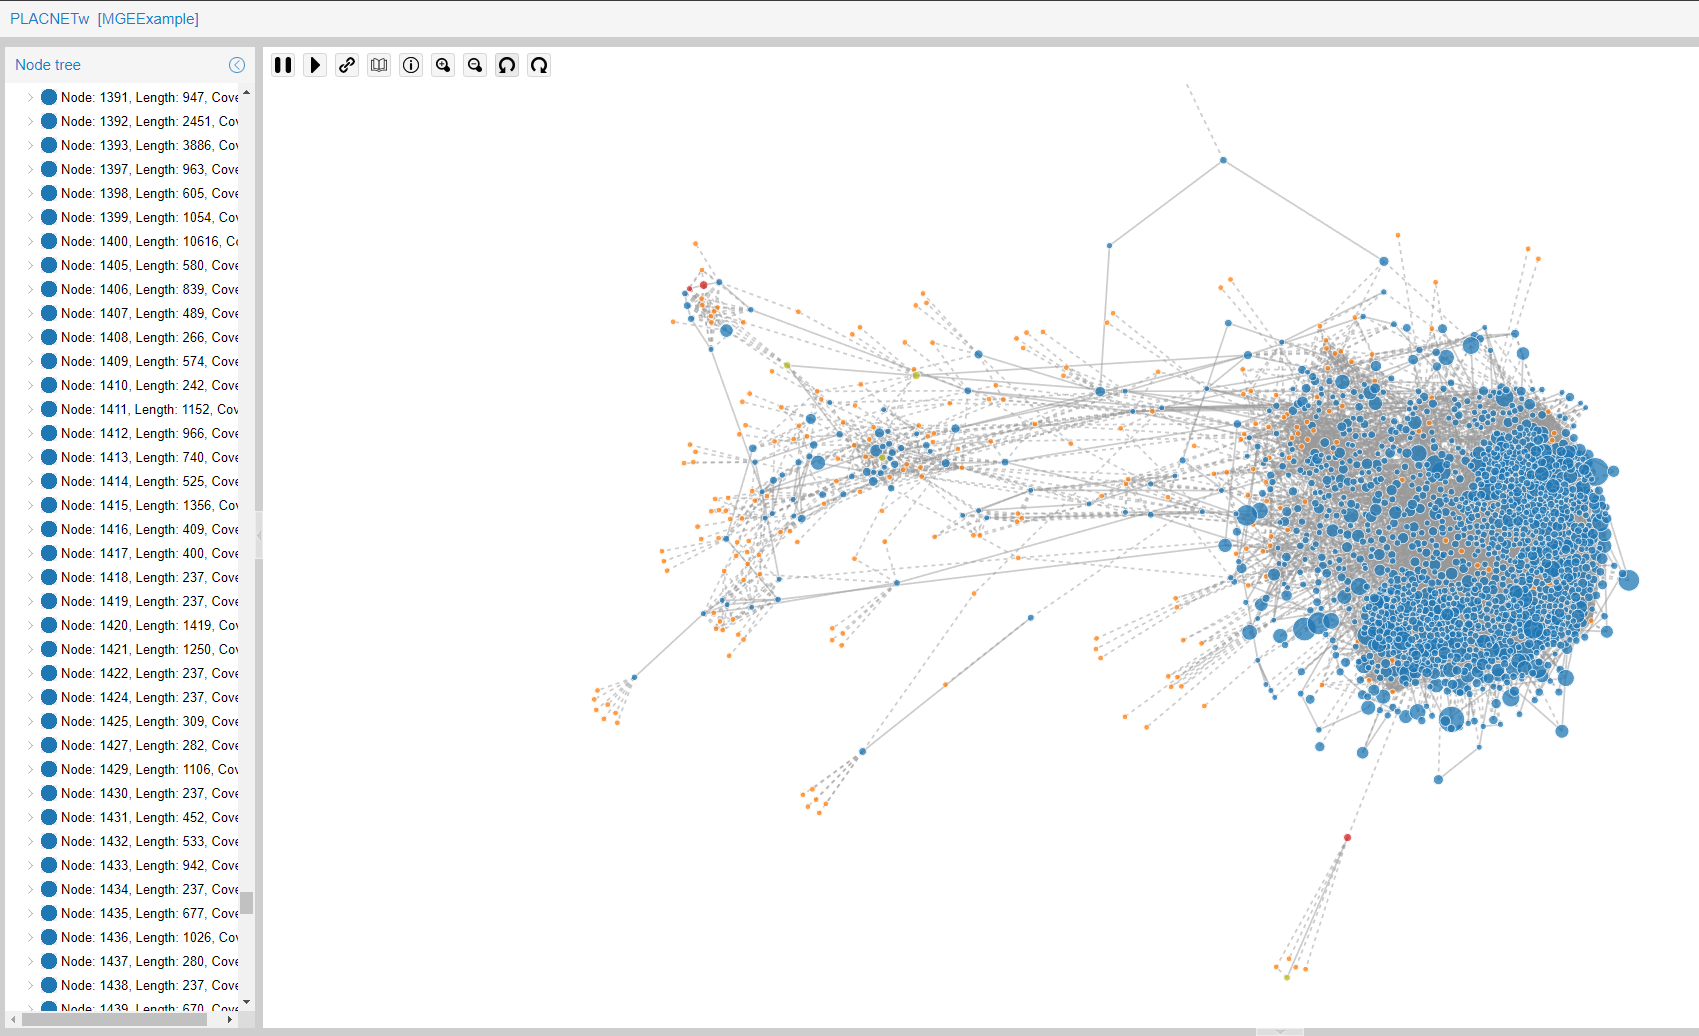 PLACNETw [MGEExample]
Node tree
Node: 1391, Length: 947, Cove
Node: 1392, Length: 2451, Cov
Node: 1393, Length: 3886, Cov
Node: 1397, Length: 963, Cove
Node: 1398, Length: 605, Cove
Node: 1399, Length: 1054, Cov
Node: 1400, Length: 10616, Co
Node: 1405, Length: 580, Cove
Node: 1406, Length: 839, Cove
Node: 1407, Length: 489, Cove
Node: 1408, Length: 266, Cove
Node: 1409, Length: 574, Cove
Node: 1410, Length: 242, Cove
Node: 1411, Length: 1152, Cov
Node: 1412, Length: 966, Cove
Node: 1413, Length: 740, Cove
Node: 1414, Length: 525, Cove
Node: 1415, Length: 1356, Cov
Node: 1416, Length: 409, Cove
Node: 1417, Length: 400, Cove
Node: 1418, Length: 237, Cove
Node: 1419, Length: 237, Cove
Node: 1420, Length: 1419, Cov
Node: 1421, Length: 1250, Cov
Node: 1422, Length: 237, Cove
Node: 1424, Length: 237, Cove
Node: 1425, Length: 309, Cove
Node: 1427, Length: 282, Cove
Node: 1429, Length: 1106, Cov
Node: 1430, Length: 237, Cove
Node: 1431, Length: 452, Cove
Node: 1432, Length: 533, Cove
Node: 1433, Length: 942, Cove
Node: 1434, Length: 237, Cove
Node: 1435, Length: 677, Cove
Node: 1436, Length: 1026, Cov
Node: 1437, Length: 280, Cove
Node: 1438, Length: 237, Cove
Node: 1439, Length: 670, Cove